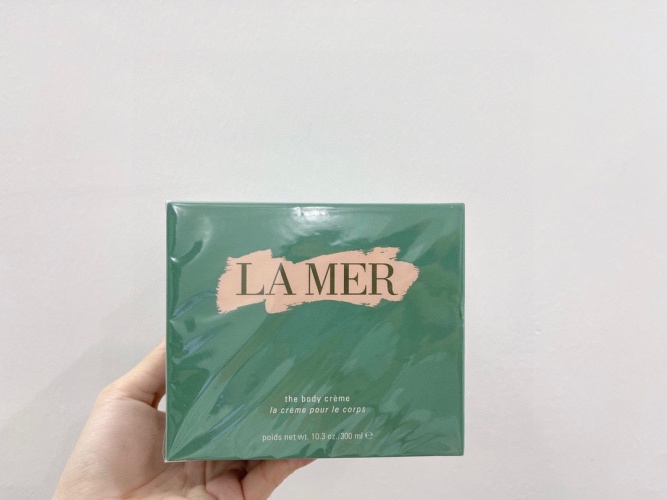 LA MER
the body crème
la crème pour le corps
poids net wt. 10.3 oz./300 ml ℮